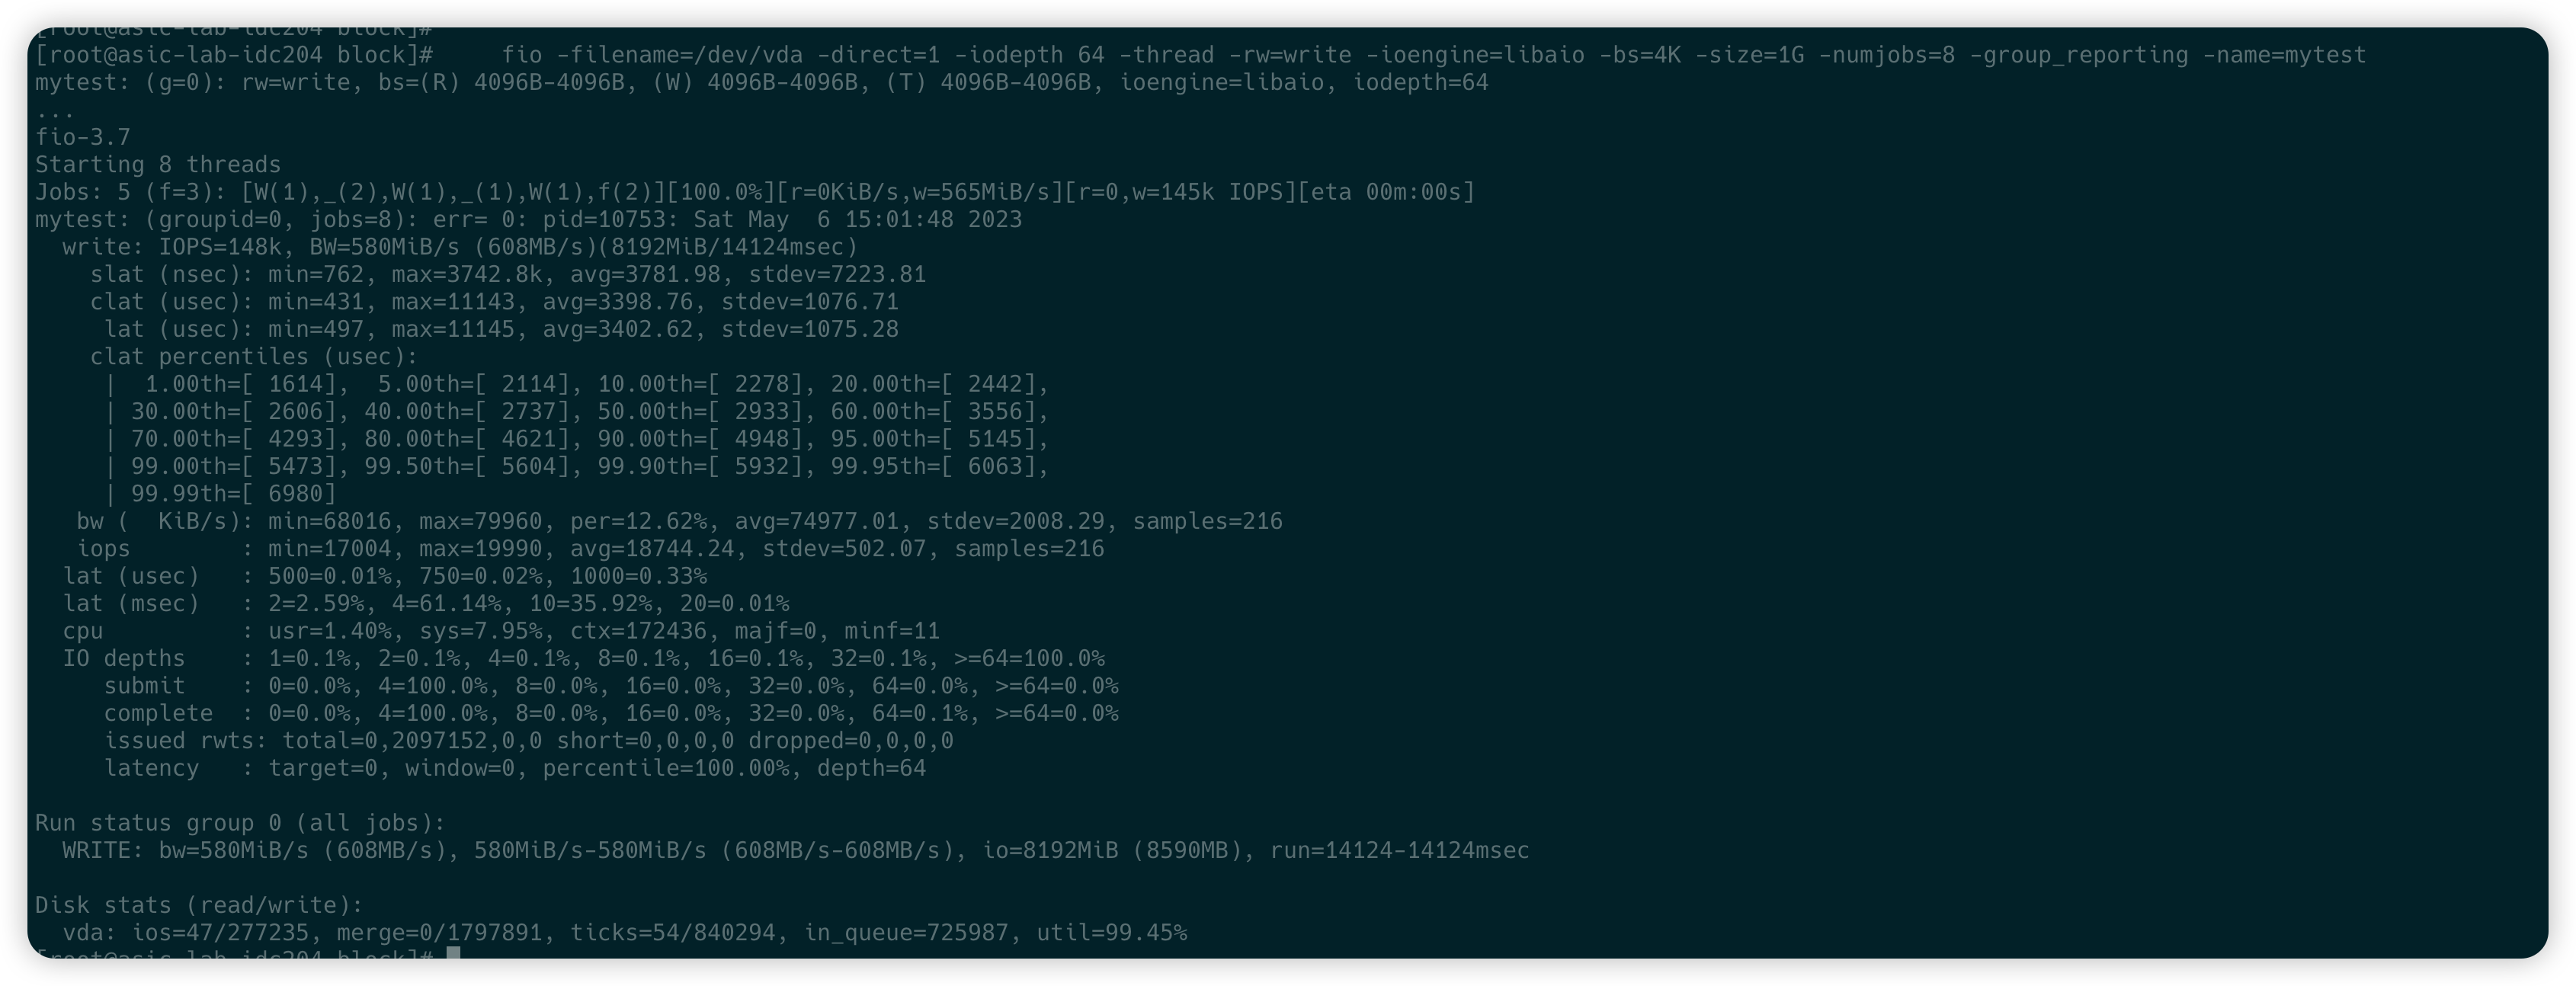 [root@asic-lab-idc204 block]#
[root@asic-lab-idc204 block]#     fio -filename=/dev/vda -direct=1 -iodepth 64 -thread -rw=write -ioengine=libaio -bs=4K -size=1G -numjobs=8 -group_reporting -name=mytest
mytest: (g=0): rw=write, bs=(R) 4096B-4096B, (W) 4096B-4096B, (T) 4096B-4096B, ioengine=libaio, iodepth=64
...
fio-3.7
Starting 8 threads
Jobs: 5 (f=3): [W(1),_(2),W(1),_(1),W(1),f(2)][100.0%][r=0KiB/s,w=565MiB/s][r=0,w=145k IOPS][eta 00m:00s]
mytest: (groupid=0, jobs=8): err= 0: pid=10753: Sat May  6 15:01:48 2023
  write: IOPS=148k, BW=580MiB/s (608MB/s)(8192MiB/14124msec)
    slat (nsec): min=762, max=3742.8k, avg=3781.98, stdev=7223.81
    clat (usec): min=431, max=11143, avg=3398.76, stdev=1076.71
     lat (usec): min=497, max=11145, avg=3402.62, stdev=1075.28
    clat percentiles (usec):
     |  1.00th=[ 1614],  5.00th=[ 2114], 10.00th=[ 2278], 20.00th=[ 2442],
     | 30.00th=[ 2606], 40.00th=[ 2737], 50.00th=[ 2933], 60.00th=[ 3556],
     | 70.00th=[ 4293], 80.00th=[ 4621], 90.00th=[ 4948], 95.00th=[ 5145],
     | 99.00th=[ 5473], 99.50th=[ 5604], 99.90th=[ 5932], 99.95th=[ 6063],
     | 99.99th=[ 6980]
   bw (  KiB/s): min=68016, max=79960, per=12.62%, avg=74977.01, stdev=2008.29, samples=216
   iops        : min=17004, max=19990, avg=18744.24, stdev=502.07, samples=216
  lat (usec)   : 500=0.01%, 750=0.02%, 1000=0.33%
  lat (msec)   : 2=2.59%, 4=61.14%, 10=35.92%, 20=0.01%
  cpu          : usr=1.40%, sys=7.95%, ctx=172436, majf=0, minf=11
  IO depths    : 1=0.1%, 2=0.1%, 4=0.1%, 8=0.1%, 16=0.1%, 32=0.1%, >=64=100.0%
     submit    : 0=0.0%, 4=100.0%, 8=0.0%, 16=0.0%, 32=0.0%, 64=0.0%, >=64=0.0%
     complete  : 0=0.0%, 4=100.0%, 8=0.0%, 16=0.0%, 32=0.0%, 64=0.1%, >=64=0.0%
     issued rwts: total=0,2097152,0,0 short=0,0,0,0 dropped=0,0,0,0
     latency   : target=0, window=0, percentile=100.00%, depth=64

Run status group 0 (all jobs):
  WRITE: bw=580MiB/s (608MB/s), 580MiB/s-580MiB/s (608MB/s-608MB/s), io=8192MiB (8590MB), run=14124-14124msec

Disk stats (read/write):
  vda: ios=47/277235, merge=0/1797891, ticks=54/840294, in_queue=725987, util=99.45%
[root@asic-lab-idc204 block]#